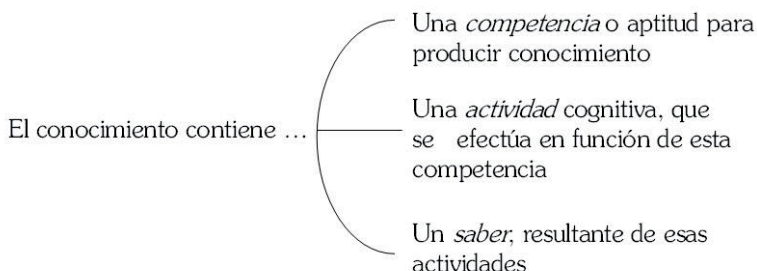 Una competencia o aptitud para
producir conocimiento
El conocimiento contiene ...
Una actividad cognitiva, que
se efectúa en función de esta
competencia
Un saber, resultante de esas
actividades